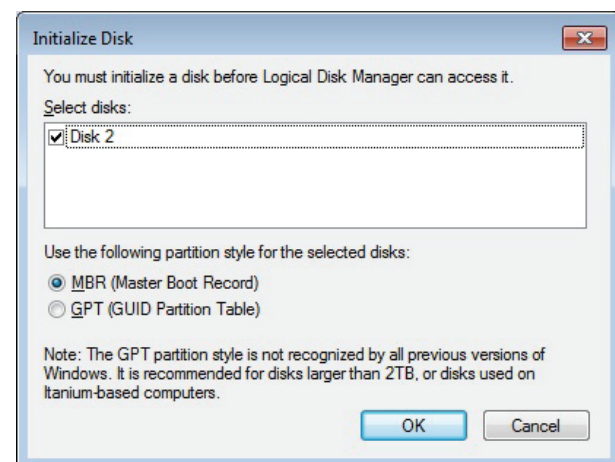 Initialize Disk
You must initialize a disk before Logical Disk Manager can access it.
Select disks:
Disk 2
Use the following partition style for the selected disks:
MBR (Master Boot Record)
GPT (GUID Partition Table)
Note: The GPT partition style is not recognized by all previous versions of
Windows. It is recommended for disks larger than 2TB, or disks used on
Itanium-based computers.
OK Cancel